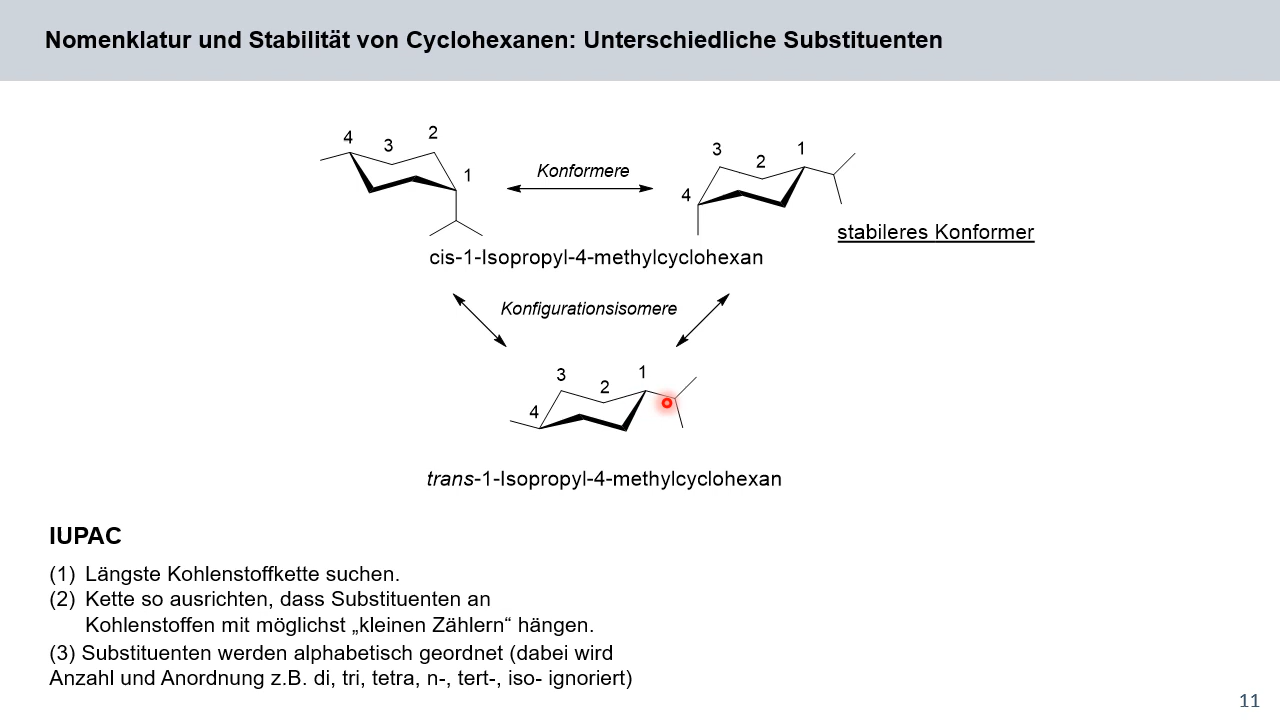 Nomenklatur und Stabilität von Cyclohexanen: Unterschiedliche Substituenten
4 3 2 1
Konformere
3 2 1 4
stabileres Konformer
cis-1-Isopropyl-4-methylcyclohexan
Konfigurationsisomere
3 2 1 4
trans-1-Isopropyl-4-methylcyclohexan
IUPAC
(1) Längste Kohlenstoffkette suchen.
(2) Kette so ausrichten, dass Substituenten an
Kohlenstoffen mit möglichst „kleinen Zählern“ hängen.
(3) Substituenten werden alphabetisch geordnet (dabei wird
Anzahl und Anordnung z.B. di, tri, tetra, n-, tert-, iso- ignoriert)
11